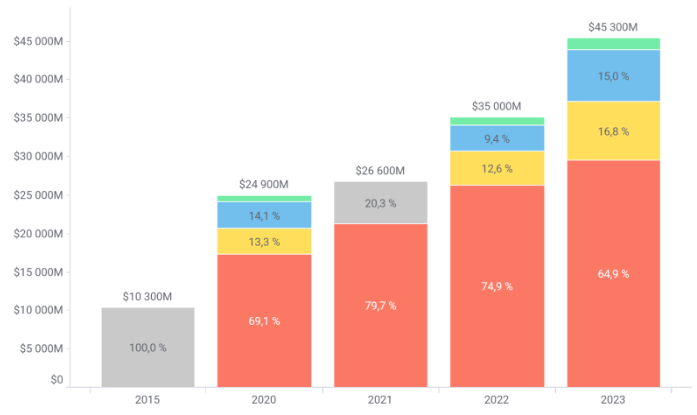 $45 300M
$45 000M
15,0 %
$40 000M
$35 000M
$35 000M
16,8 %
9,4 %
$30 000M
12,6 %
$24 900M
$26 600M
$25 000M
14,1 %
20,3 %
$20 000M
13,3 %
$15 000M
64,9 %
74,9 %
$10 300M
79,7 %
$10 000M
69,1 %
100,0 %
$5 000M
$0
2015
2020
2021
2022
2023